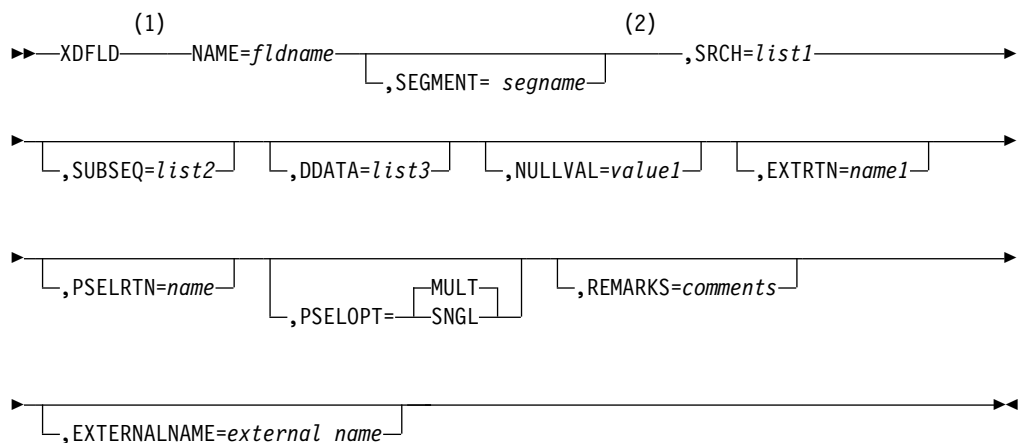 (1) (2)
XDFLD NAME=fldname ,SRCH=list1
,SEGMENT= segname
,SUBSEQ=list2 ,DDATA=list3 ,NULLVAL=value1 ,EXTRTN=name1
,PSELRTN=name ,PSELOPT= MULT ,REMARKS=comments
SNGL
,EXTERNALNAME=external name